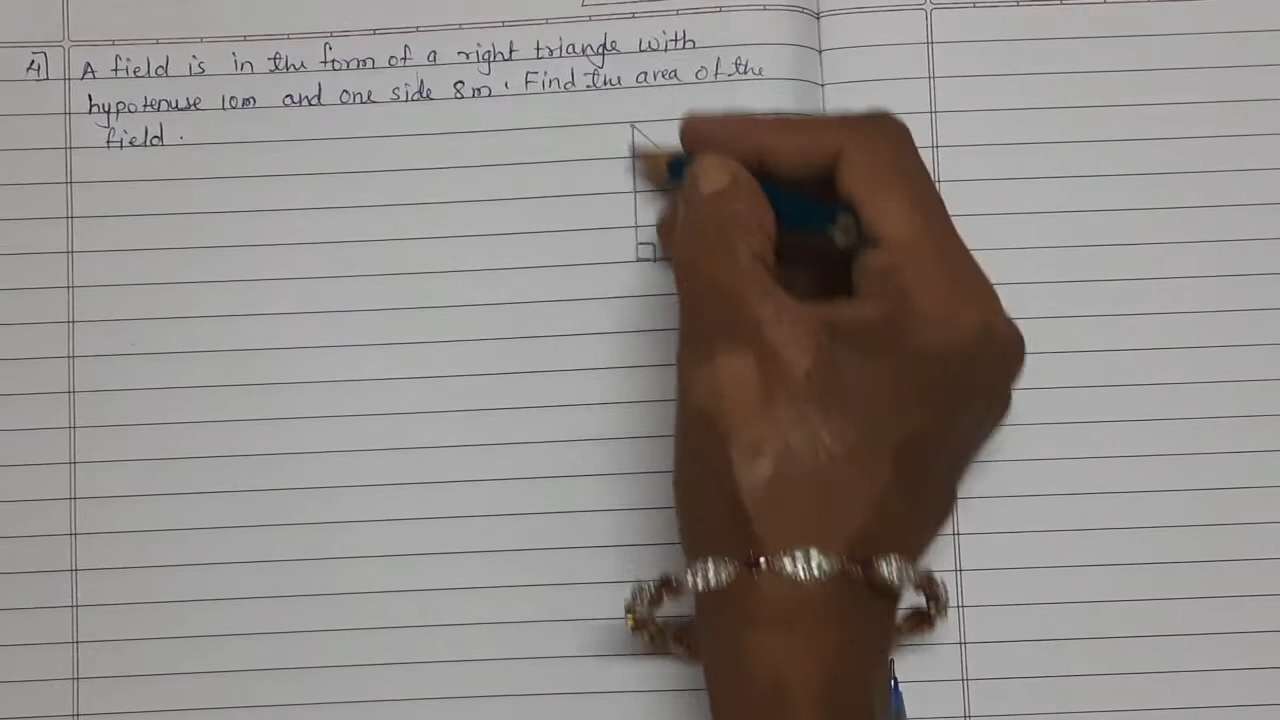 4] A field is in the form of a right triangde with
hypotenuse 10m and one side 8m. Find the area of the
field.